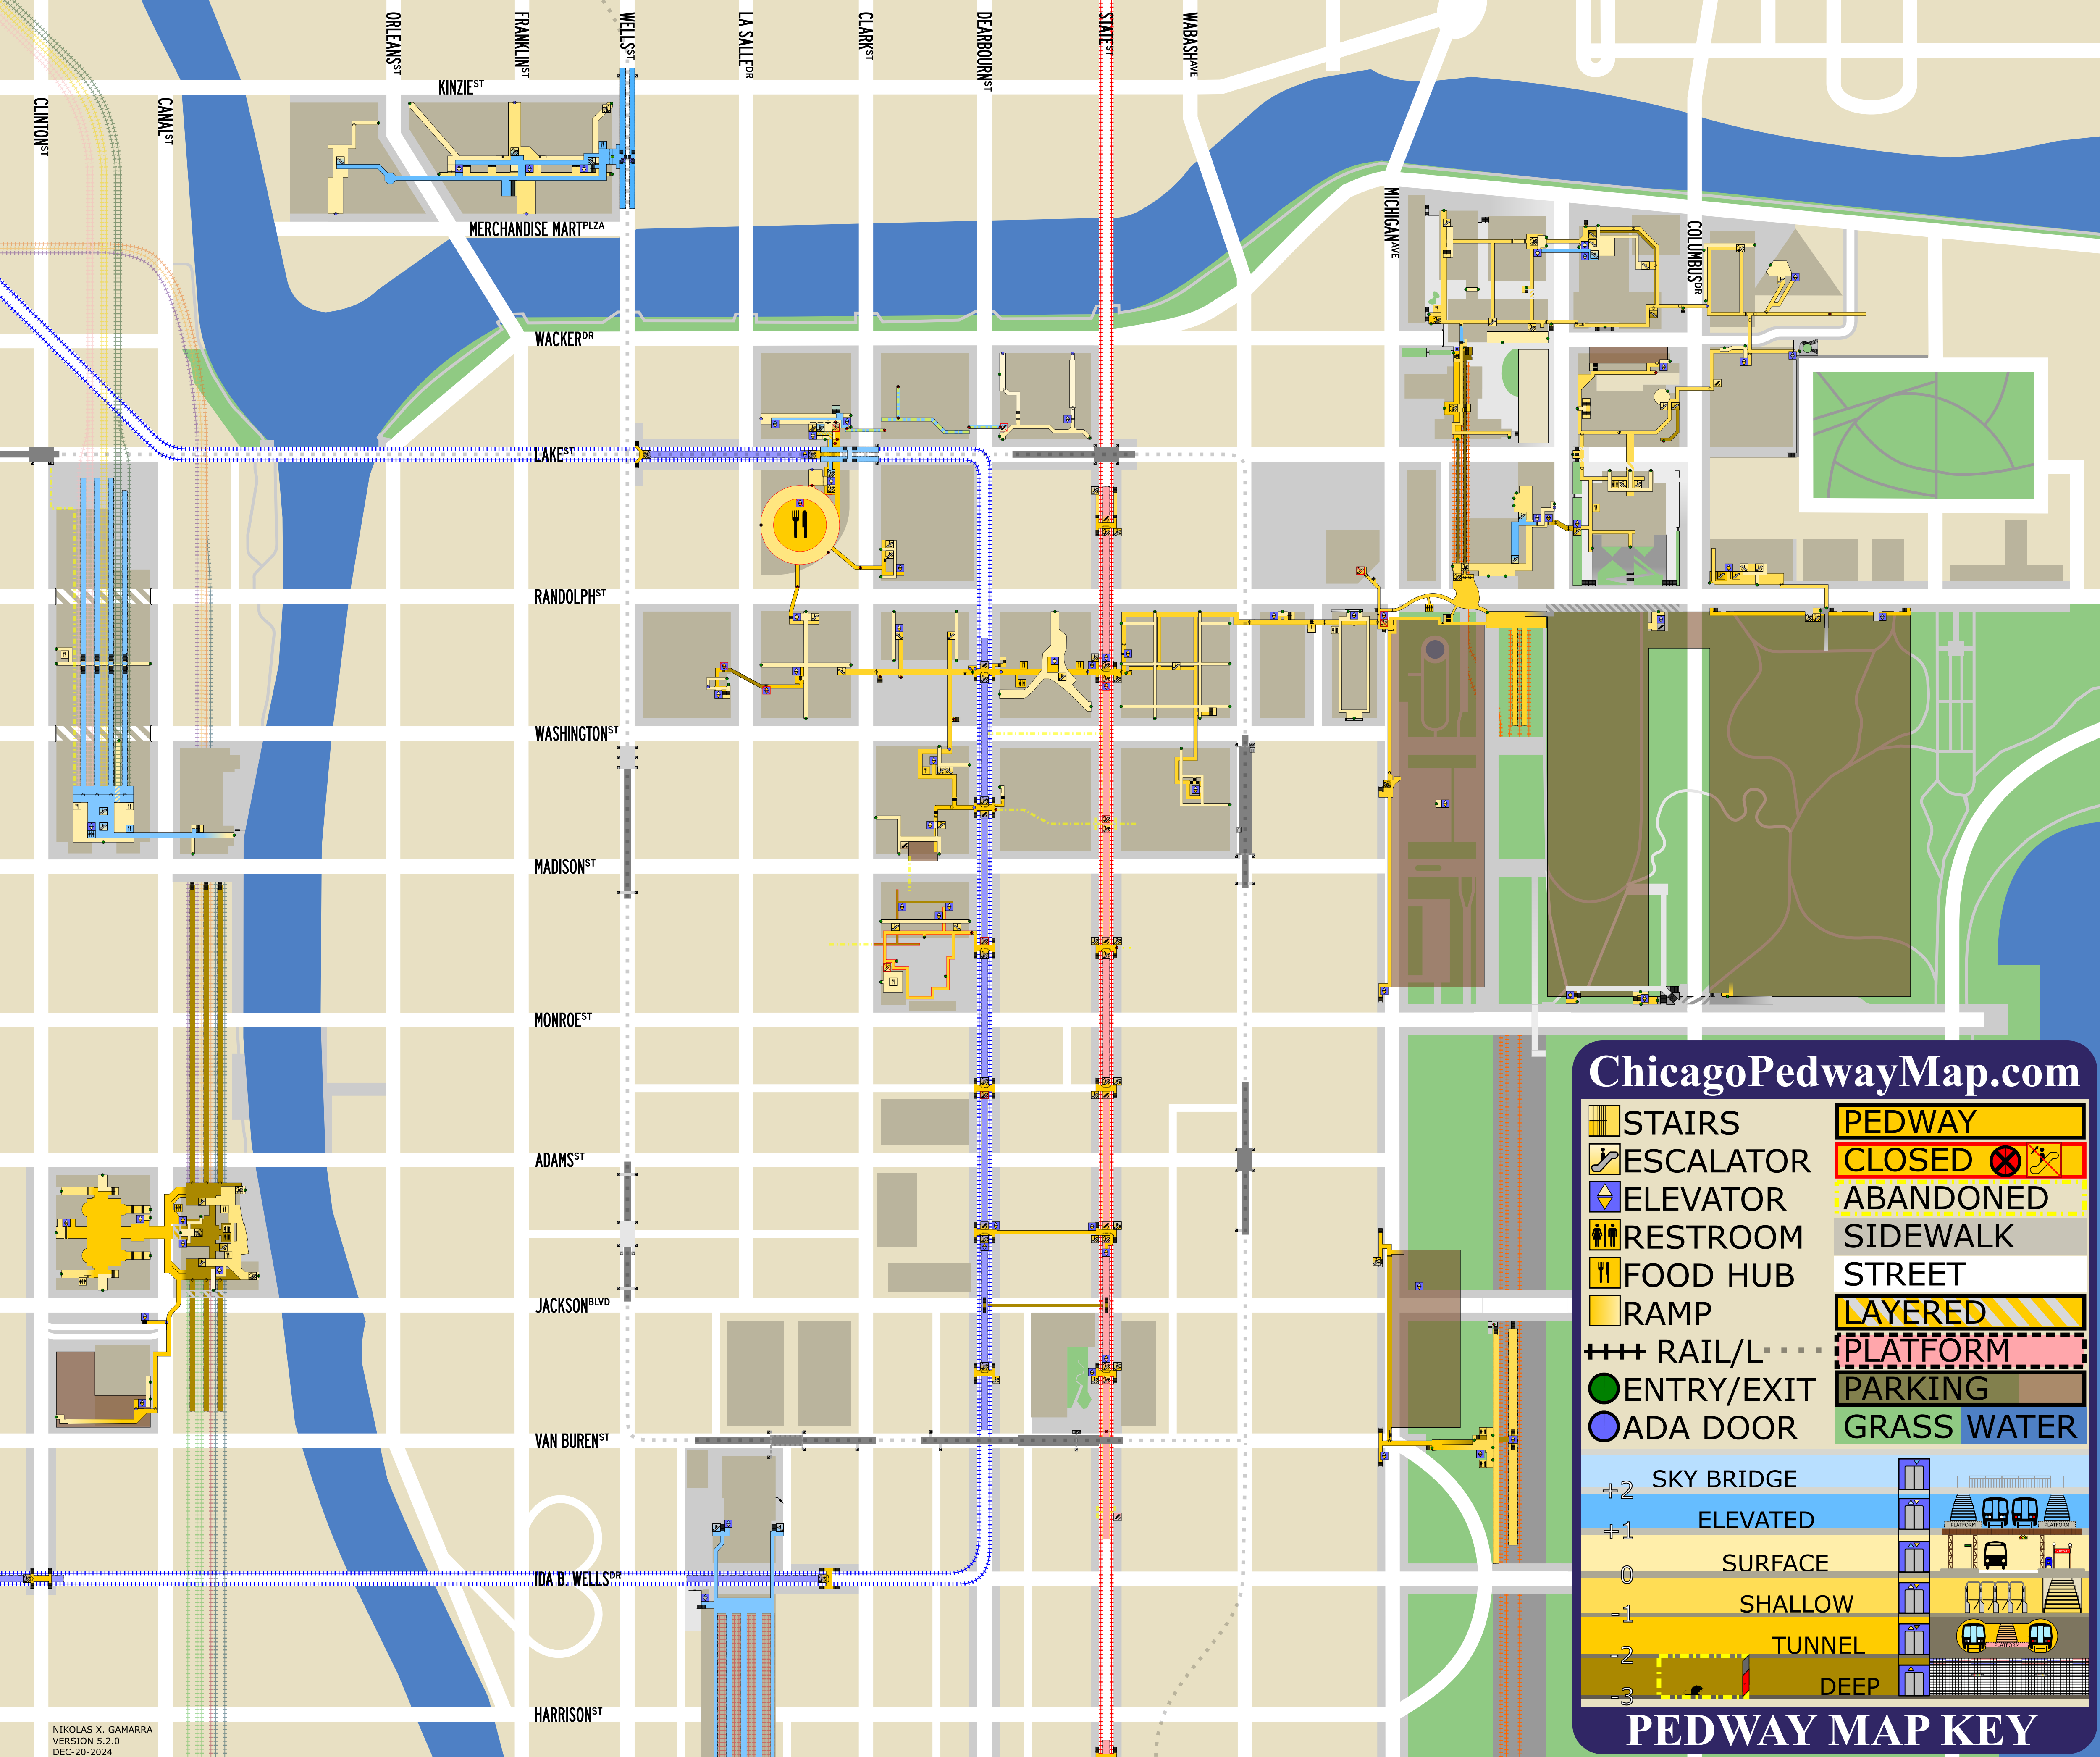 ORLEANS ST
FRANKLIN ST
WELLS ST
LA SALLE DR
CLARK ST
DEARBOURN ST
STATE ST
WABASH AVE
CLINTON ST
CANAL ST
KINZIE ST
MERCHANDISE MART PLZA
MICHIGAN AVE
COLUMBUS DR
WACKER DR
LAKE ST
RANDOLPH ST
WASHINGTON ST
MADISON ST
MONROE ST
ADAMS ST
JACKSON BLVD
VAN BUREN ST
IDA B. WELLS DR
HARRISON ST
ChicagoPedwayMap.com
STAIRS
ESCALATOR
ELEVATOR
RESTROOM
FOOD HUB
RAMP
RAIL/L
ENTRY/EXIT
ADA DOOR
PEDWAY
CLOSED
ABANDONED
SIDEWALK
STREET
LAYERED
PLATFORM
PARKING
GRASS WATER
SKY BRIDGE
+2
ELEVATED
PLATFORM PLATFORM
+1
SURFACE
0
SHALLOW
-1
TUNNEL
PLATFORM
-2
DEEP
-3
PEDWAY MAP KEY
NIKOLAS X. GAMARRA
VERSION 5.2.0
DEC-20-2024